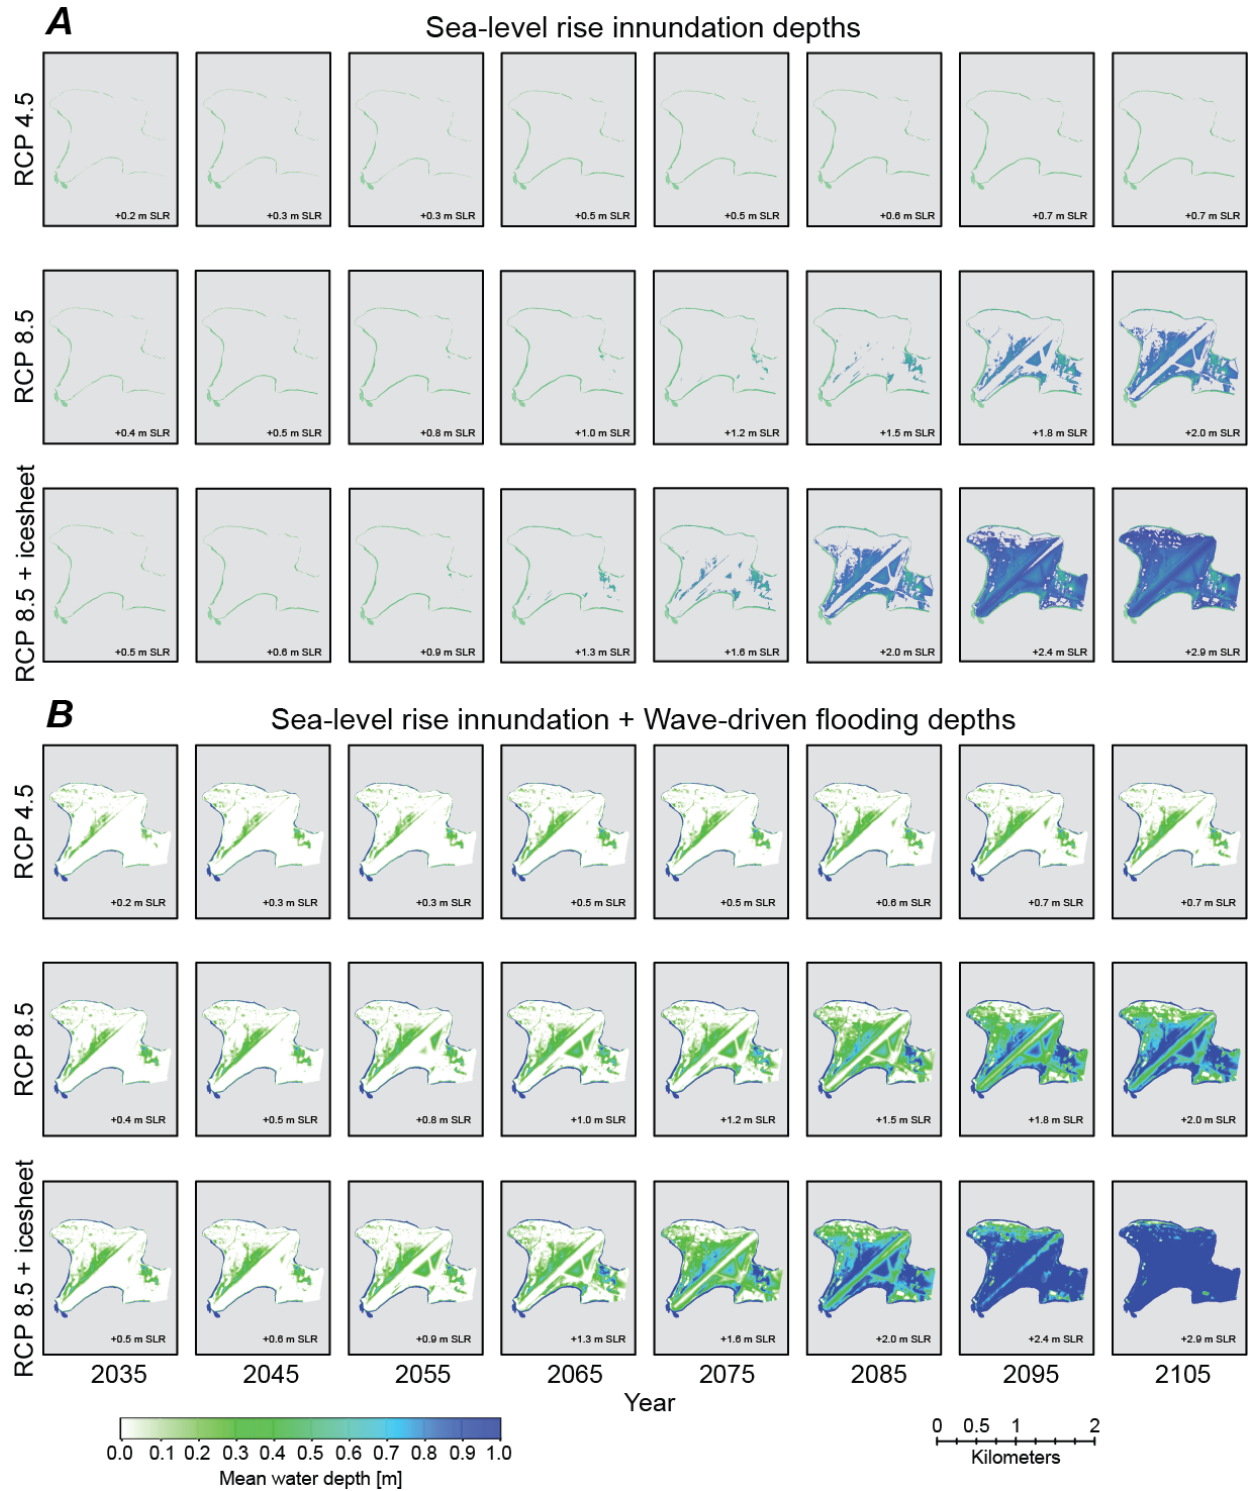 A
Sea-level rise innundation depths
RCP 4.5
+0.2 m SLR
+0.3 m SLR
+0.3 m SLR
+0.5 m SLR
+0.5 m SLR
+0.6 m SLR
+0.7 m SLR
+0.7 m SLR
RCP 8.5
+0.4 m SLR
+0.5 m SLR
+0.8 m SLR
+1.0 m SLR
+1.2 m SLR
+1.5 m SLR
+1.8 m SLR
+2.0 m SLR
RCP 8.5 + icesheet
+0.5 m SLR
+0.6 m SLR
+0.9 m SLR
+1.3 m SLR
+1.6 m SLR
+2.0 m SLR
+2.4 m SLR
+2.9 m SLR
B
Sea-level rise innundation + Wave-driven flooding depths
RCP 4.5
+0.2 m SLR
+0.3 m SLR
+0.3 m SLR
+0.5 m SLR
+0.5 m SLR
+0.6 m SLR
+0.7 m SLR
+0.7 m SLR
RCP 8.5
+0.4 m SLR
+0.5 m SLR
+0.8 m SLR
+1.0 m SLR
+1.2 m SLR
+1.5 m SLR
+1.8 m SLR
+2.0 m SLR
RCP 8.5 + icesheet
+0.5 m SLR
+0.6 m SLR
+0.9 m SLR
+1.3 m SLR
+1.6 m SLR
+2.0 m SLR
+2.4 m SLR
+2.9 m SLR
2035 2045 2055 2065 2075 2085 2095 2105
Year
0.0 0.1 0.2 0.3 0.4 0.5 0.6 0.7 0.8 0.9 1.0
Mean water depth [m]
0 0.5 1 2
Kilometers